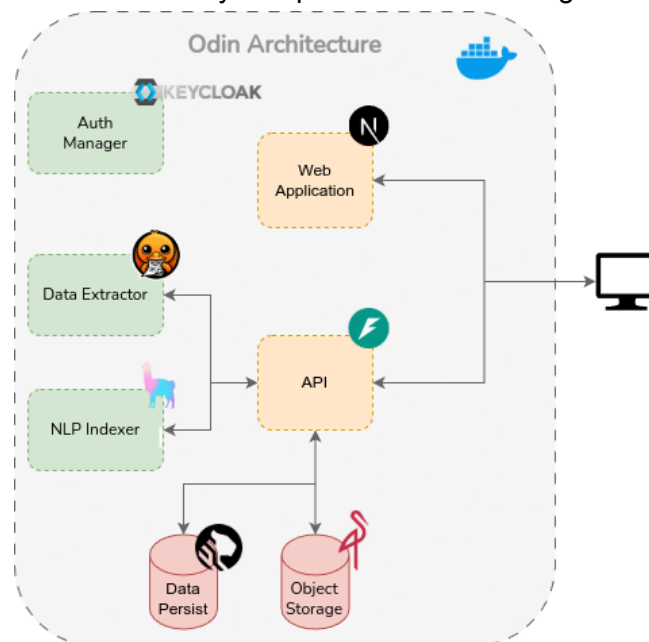 Odin Architecture
KEYCLOAK
Auth
Manager
N
Web
Application
Data Extractor
API
NLP Indexer
Data
Persist
Object
Storage